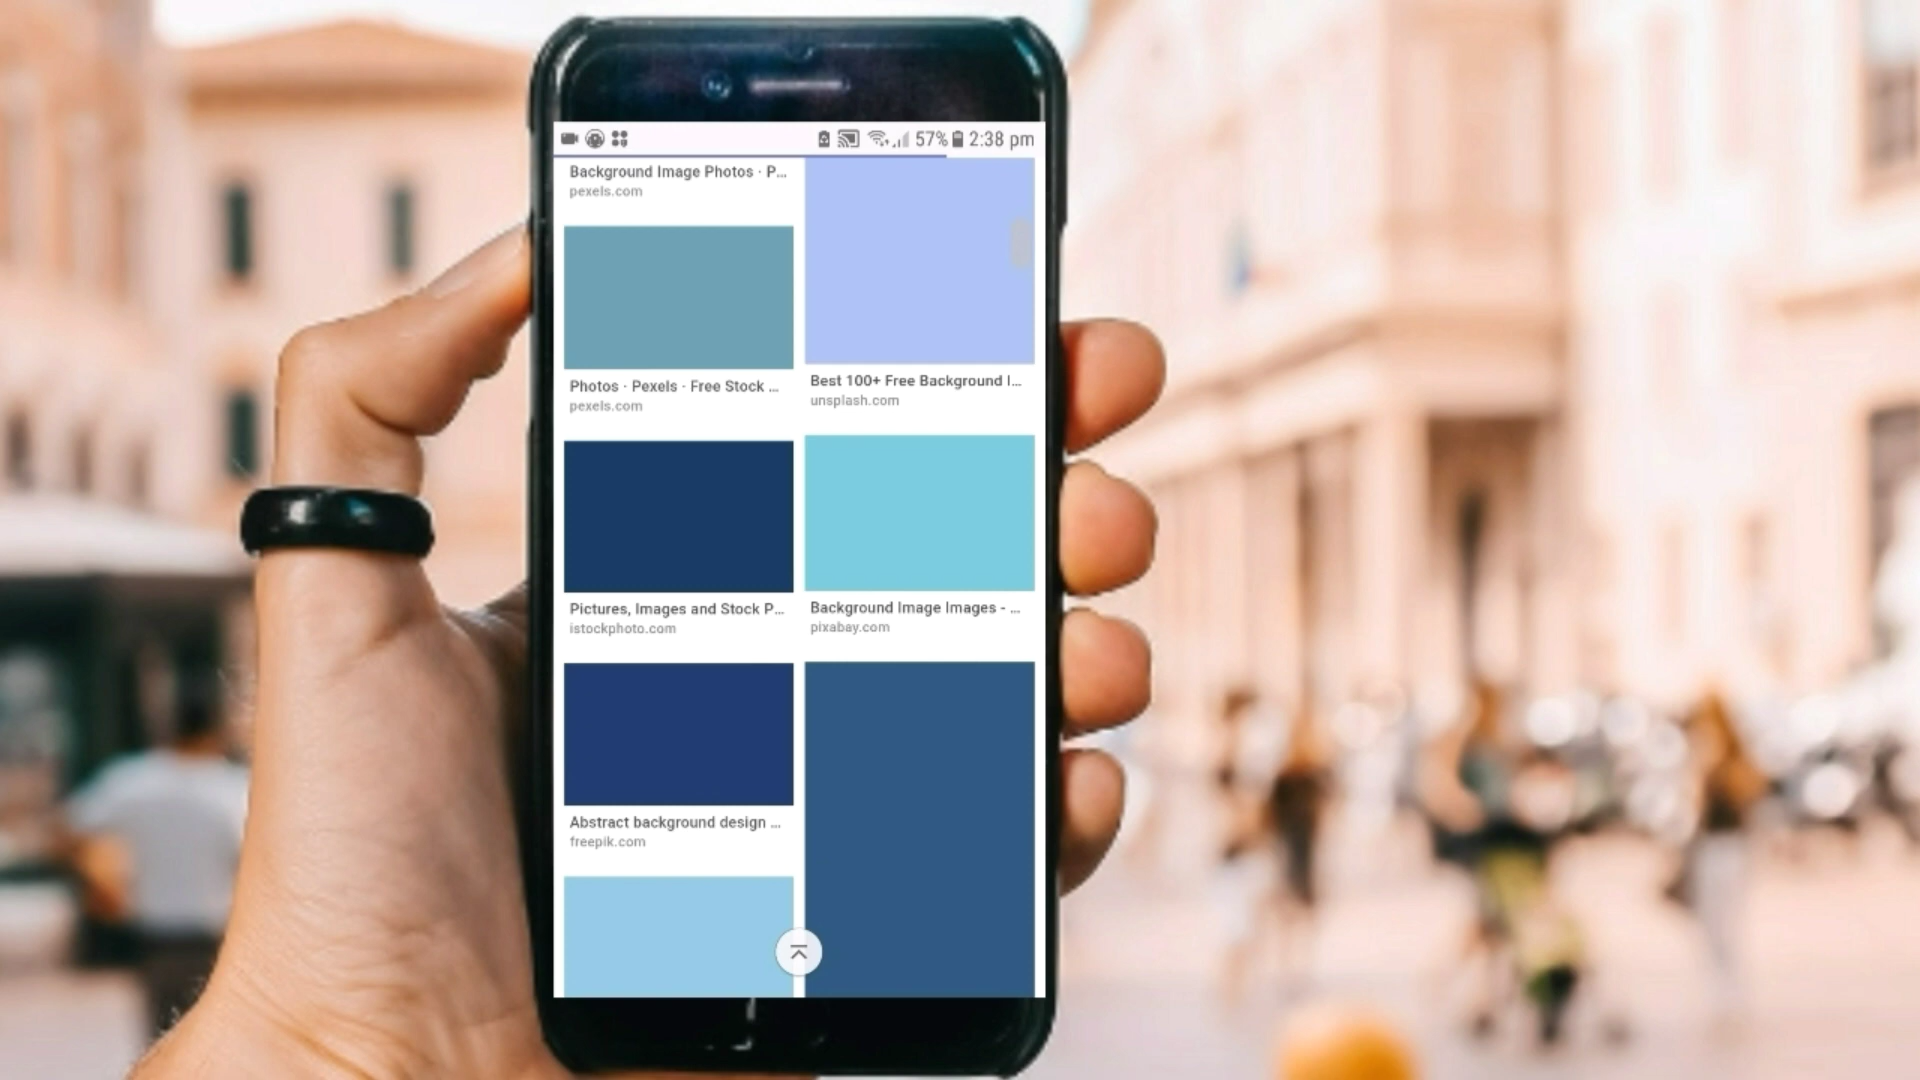 57% 2:38 pm
Background Image Photos · P...
pexels.com
Photos · Pexels · Free Stock ...
pexels.com
Best 100+ Free Background I...
unsplash.com
Pictures, Images and Stock P...
istockphoto.com
Background Image Images - ...
pixabay.com
Abstract background design ...
freepik.com